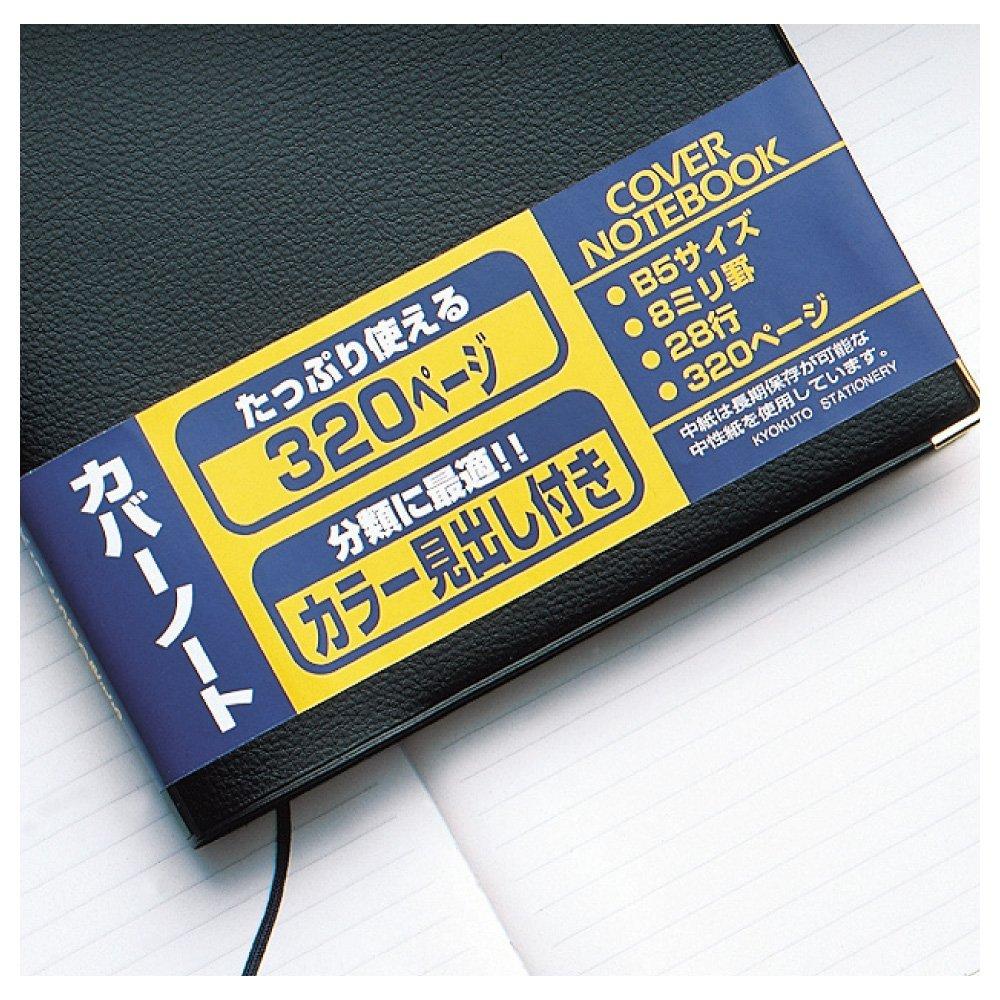 カバーノート
たっぷり使える
320ページ
分類に最適!!
カラー見出し付き
COVER
NOTEBOOK
● B5サイズ
● 8ミリ罫
● 28行
● 320ページ
中紙は長期保存が可能な
中性紙を使用しています。
KYOKUTO STATIONERY